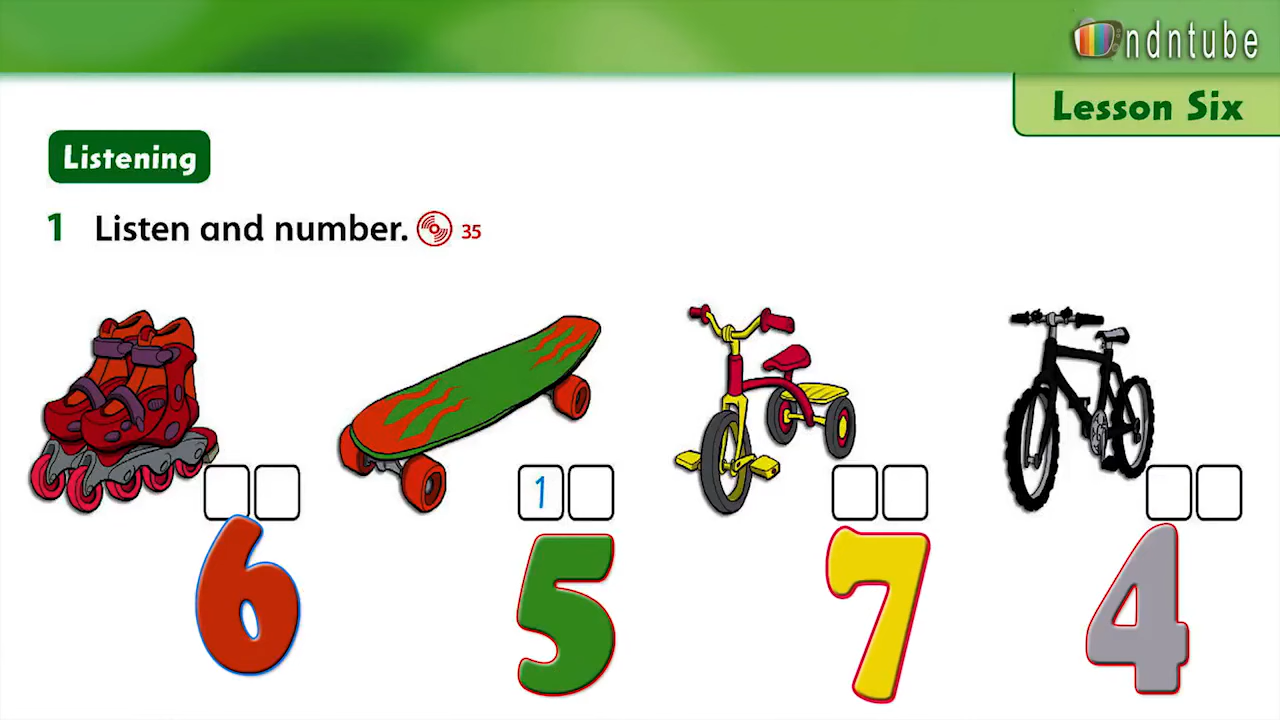 ndntube
Lesson Six
Listening
1 Listen and number. 35
1
6 5 7 4